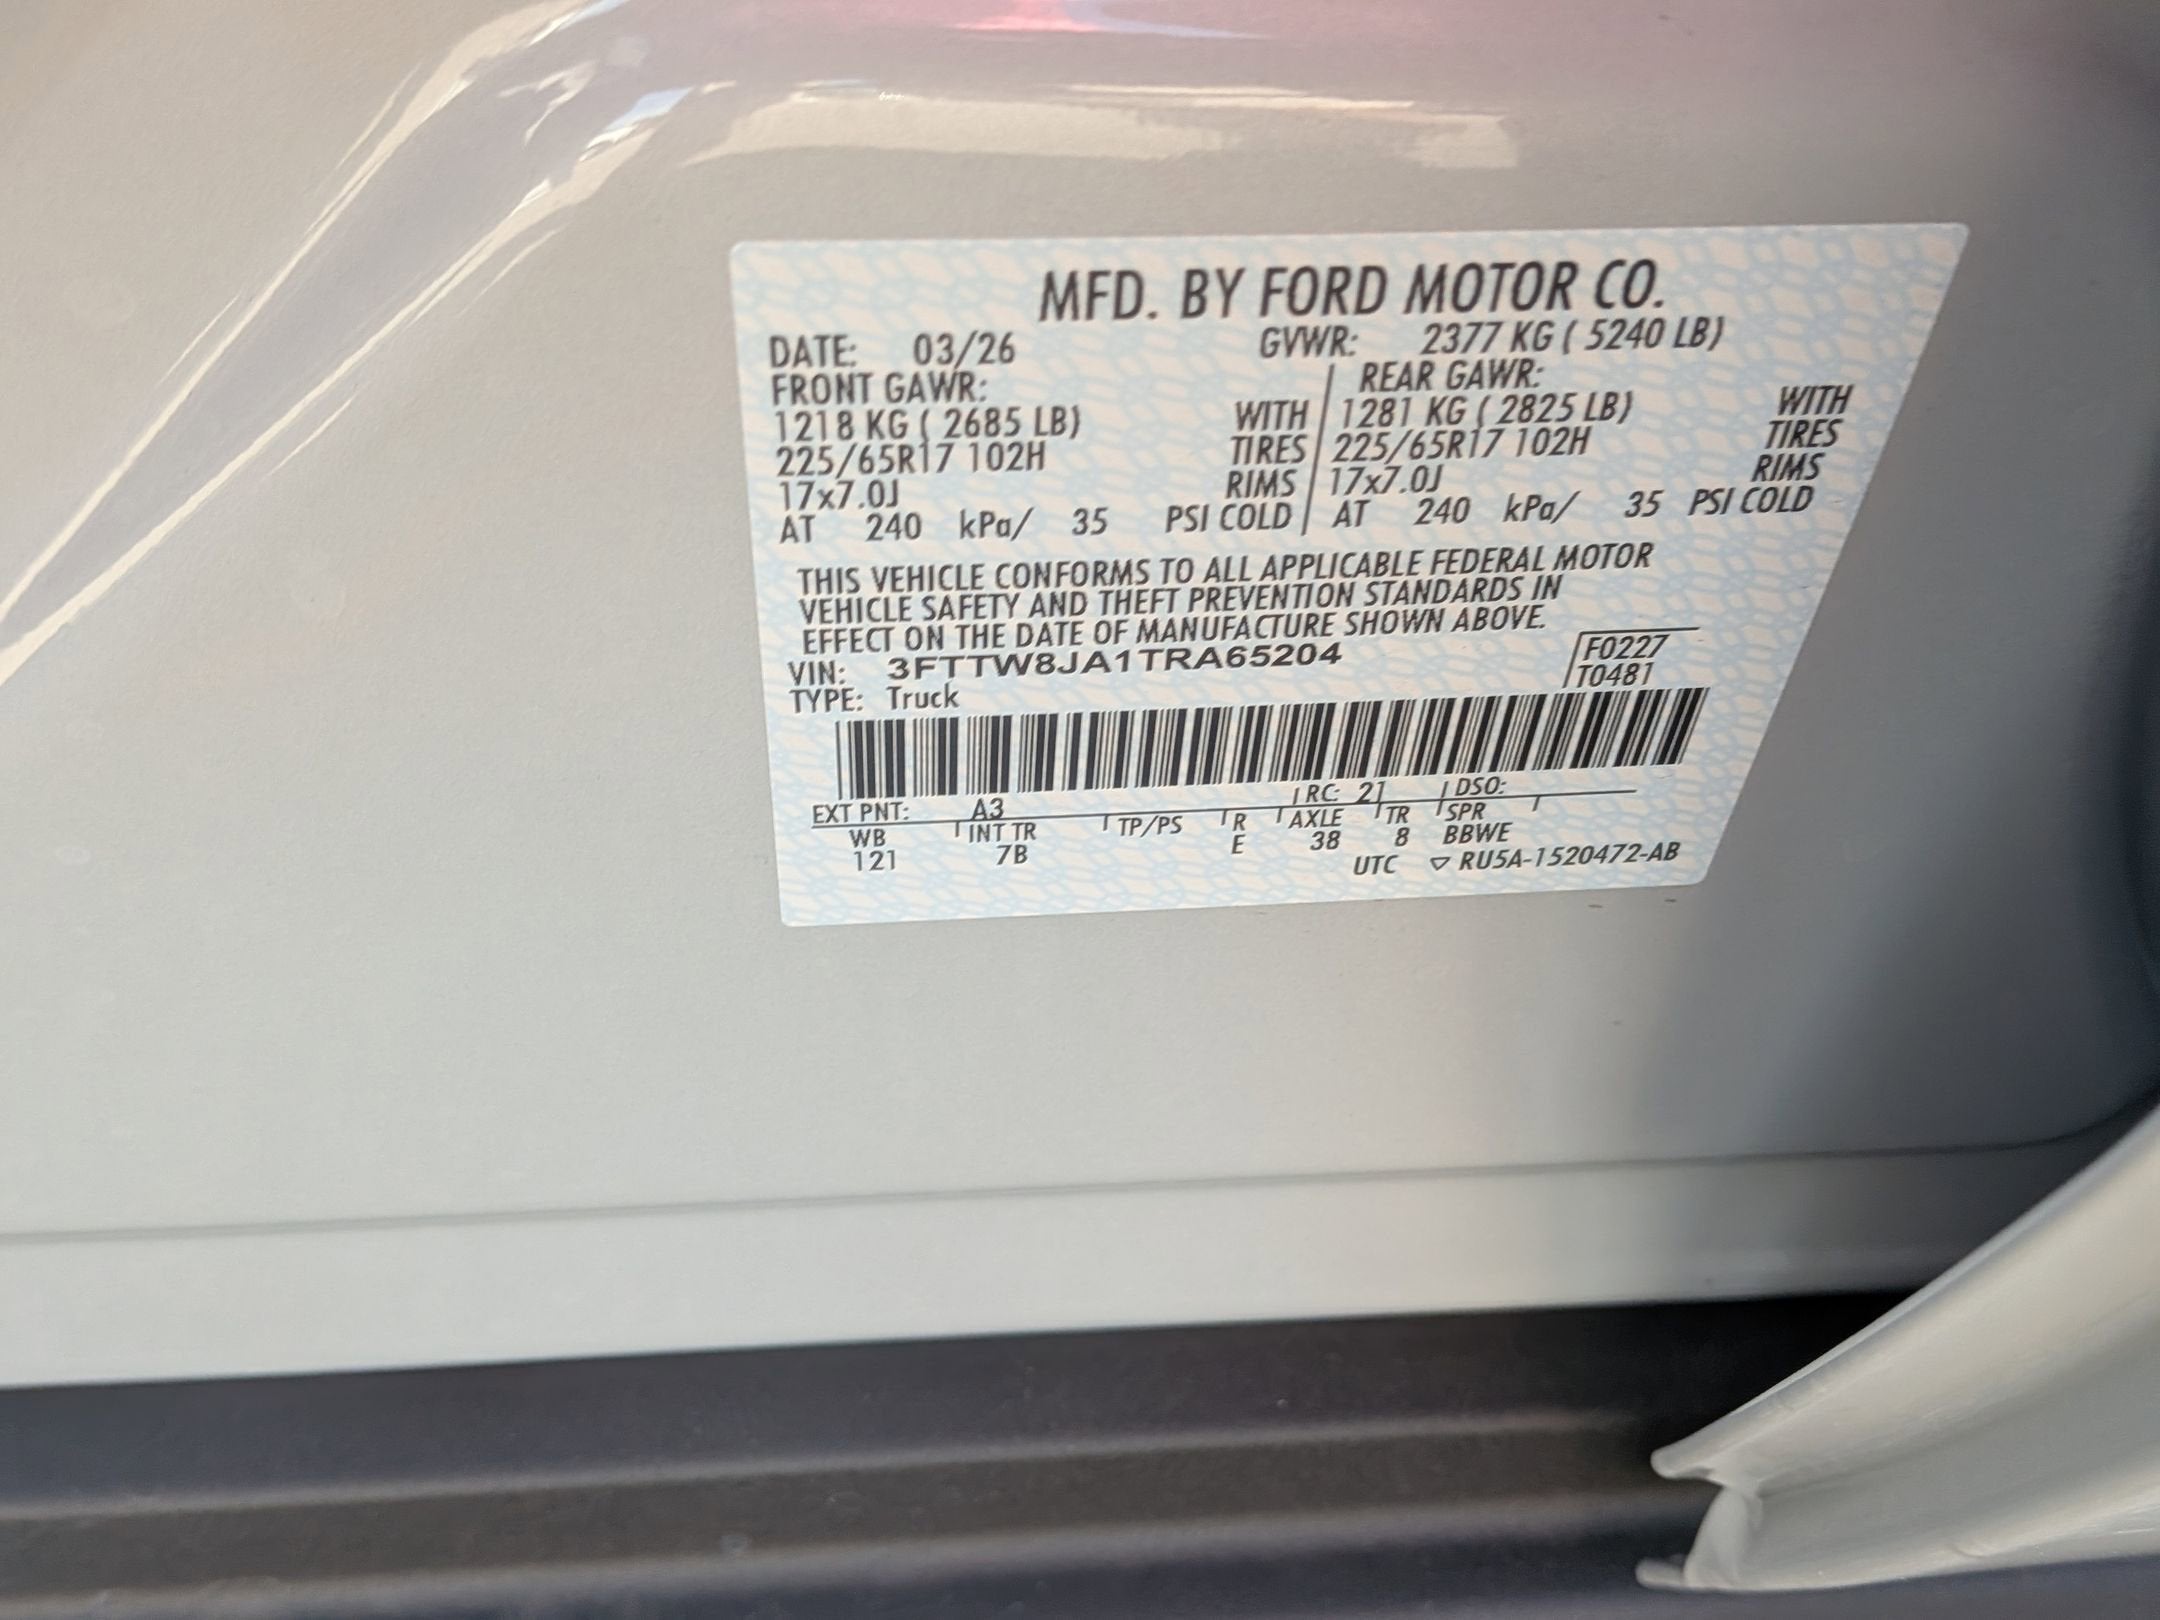 MFD. BY FORD MOTOR CO.
DATE: 03/26 GVWR: 2377 KG ( 5240 LB)
FRONT GAWR: REAR GAWR:
1218 KG ( 2685 LB) WITH 1281 KG ( 2825 LB) WITH
225/65R17 102H TIRES 225/65R17 102H TIRES
17x7.0J RIMS 17x7.0J RIMS
AT 240 kPa/ 35 PSI COLD AT 240 kPa/ 35 PSI COLD
THIS VEHICLE CONFORMS TO ALL APPLICABLE FEDERAL MOTOR
VEHICLE SAFETY AND THEFT PREVENTION STANDARDS IN
EFFECT ON THE DATE OF MANUFACTURE SHOWN ABOVE.
VIN: 3FTTW8JA1TRA65204 F0227
TYPE: Truck T0481
EXT PNT: A3 RC: 21 DSO:
WB INT TR TP/PS R AXLE TR SPR
121 7B E 38 8 BBWE
UTC ▽ RU5A-1520472-AB